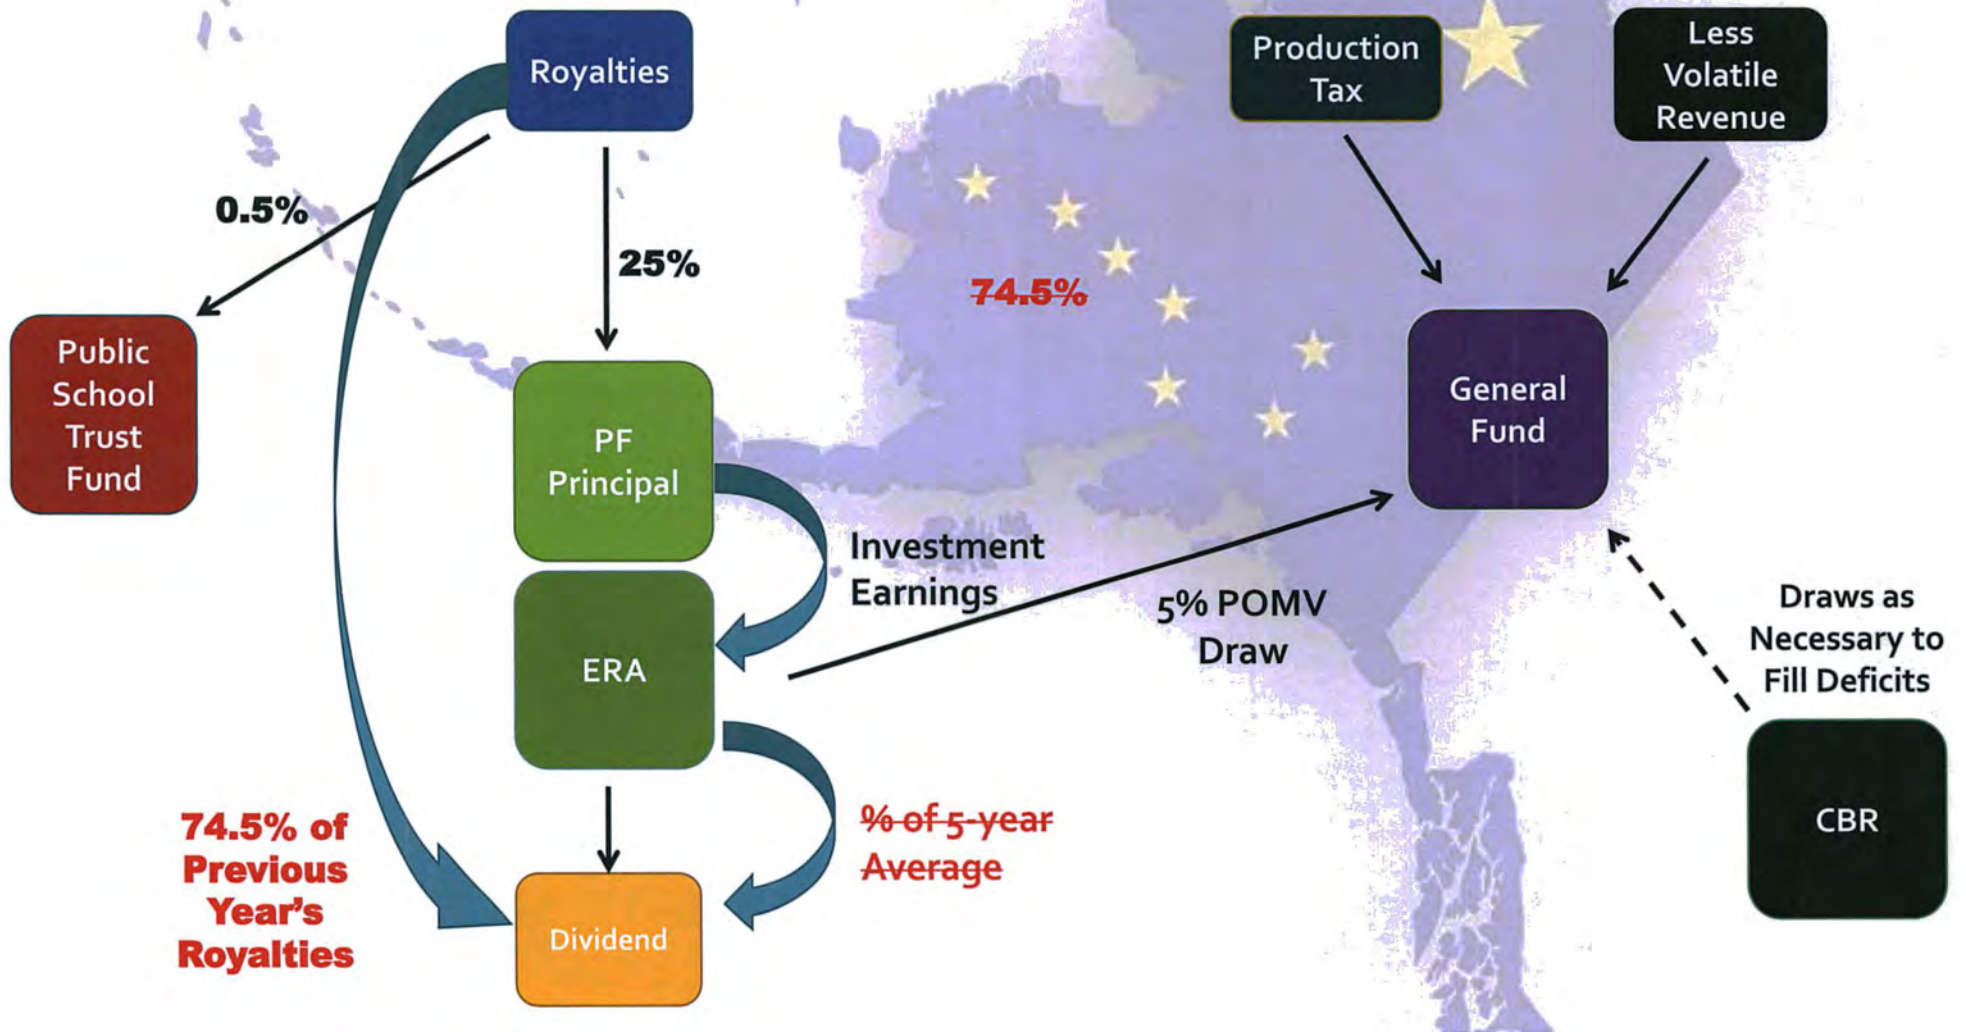 Royalties
Production
Tax
Less
Volatile
Revenue
0.5%
25%
74.5%
Public
School
Trust
Fund
PF
Principal
General
Fund
Investment
Earnings
5% POMV
Draw
Draws as
Necessary to
Fill Deficits
ERA
CBR
74.5% of
Previous
Year's
Royalties
% of 5-year
Average
Dividend